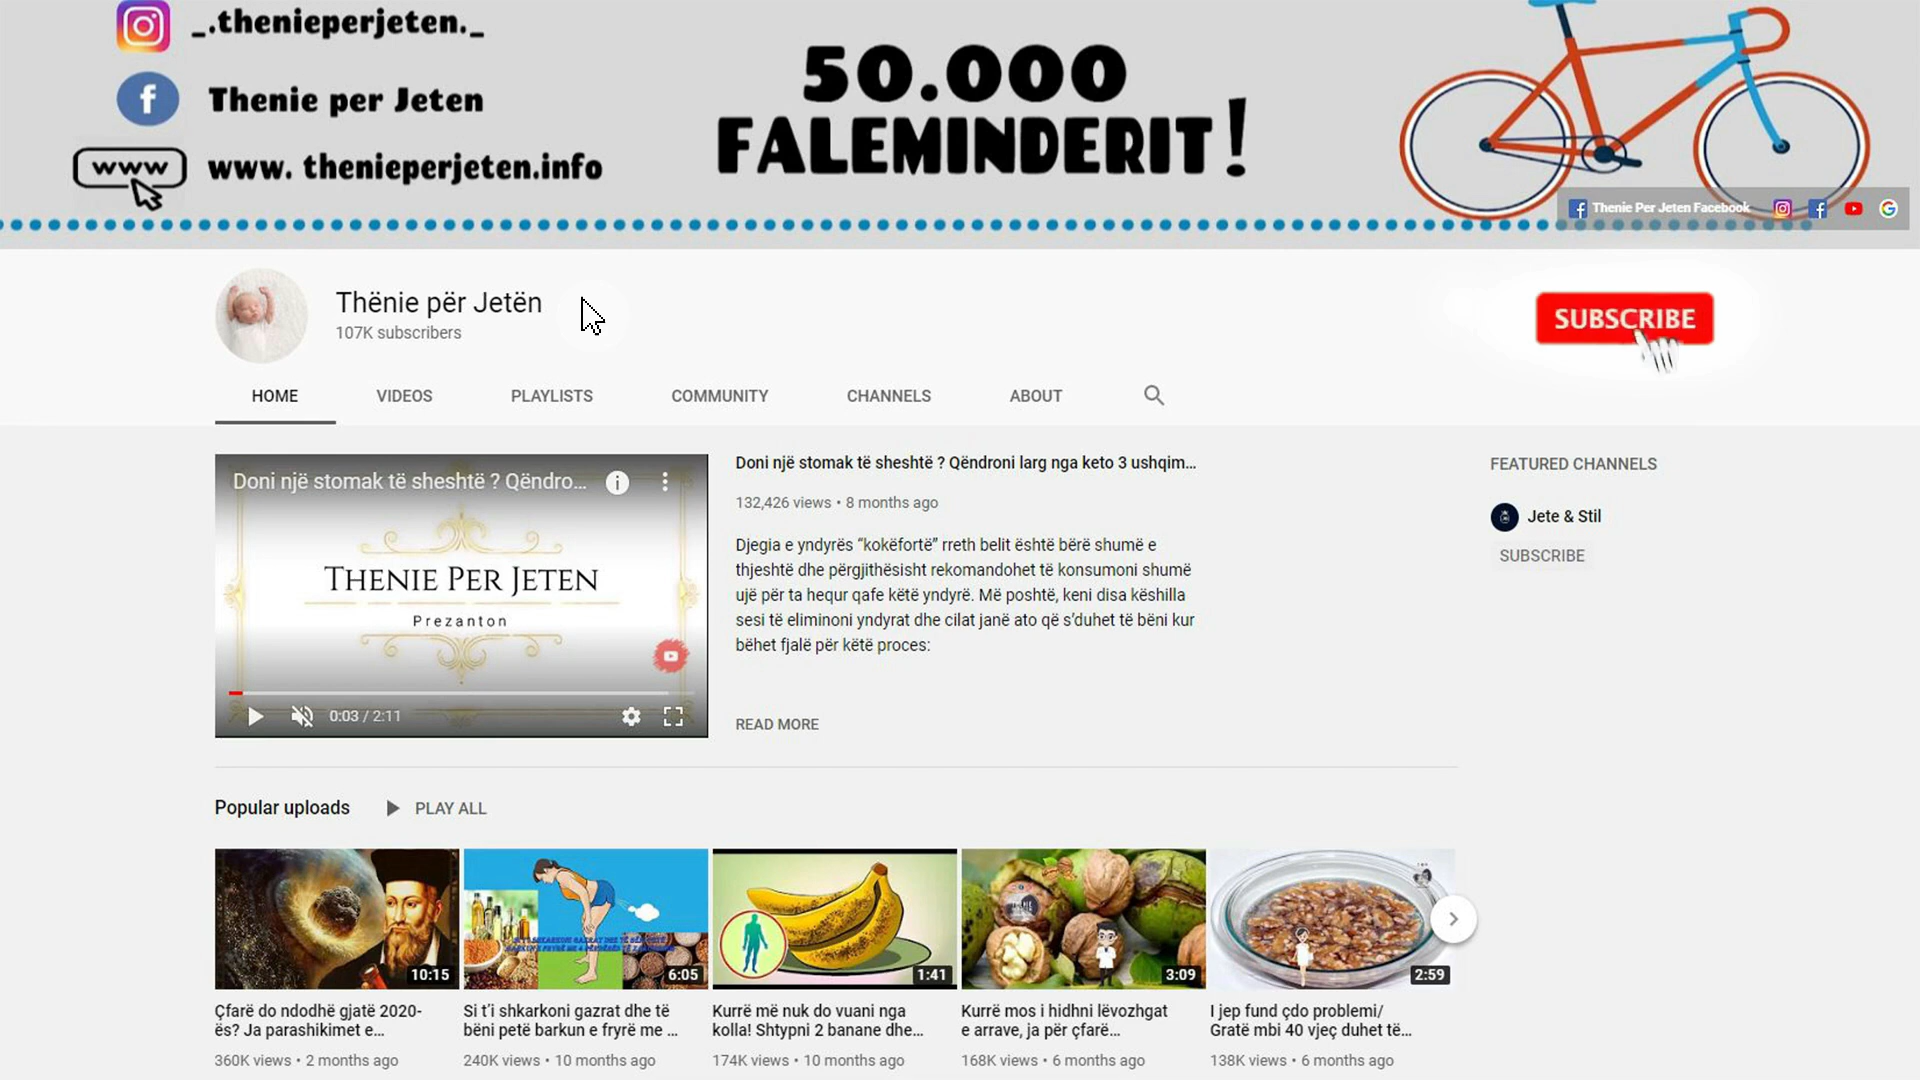 _.thenieperjeten._
Thenie per Jeten
www
www. thenieperjeten.info
50.000
FALEMINDERIT!
Thenie Per Jeten Facebook
Thënie për Jetën
107K subscribers
SUBSCRIBE
HOME
VIDEOS
PLAYLISTS
COMMUNITY
CHANNELS
ABOUT
Doni një stomak të sheshtë ? Qëndro...
THENIE PER JETEN
Prezanton
0:03 / 2:11
Doni një stomak të sheshtë ? Qëndroni larg nga keto 3 ushqim...
132,426 views • 8 months ago
Djegia e yndyrës “kokëfortë” rreth belit është bërë shumë e
thjeshtë dhe përgjithësisht rekomandohet të konsumoni shumë
ujë për ta hequr qafe këtë yndyrë. Më poshtë, keni disa këshilla
sesi të eliminoni yndyrat dhe cilat janë ato që s’duhet të bëni kur
bëhet fjalë për këtë proces:
READ MORE
FEATURED CHANNELS
Jete & Stil
SUBSCRIBE
Popular uploads
PLAY ALL
10:15
6:05
1:41
3:09
2:59
Çfarë do ndodhë gjatë 2020-
ës? Ja parashikimet e...
360K views • 2 months ago
Si t’i shkarkoni gazrat dhe të
bëni petë barkun e fryrë me ...
240K views • 10 months ago
Kurrë më nuk do vuani nga
kolla! Shtypni 2 banane dhe...
174K views • 10 months ago
Kurrë mos i hidhni lëvozhgat
e arrave, ja për çfarë...
168K views • 6 months ago
I jep fund çdo problemi/
Gratë mbi 40 vjeç duhet të...
138K views • 6 months ago